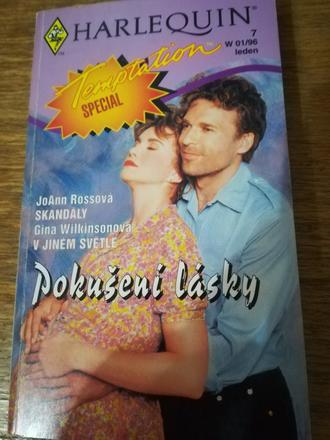 HARLEQUIN
7
W 01/96
leden
Temptation
SPECIAL
JoAnn Rossová
SKANDÁLY
Gina Wilkinsonová
V JINÉM SVĚTLE
Pokušení lásky